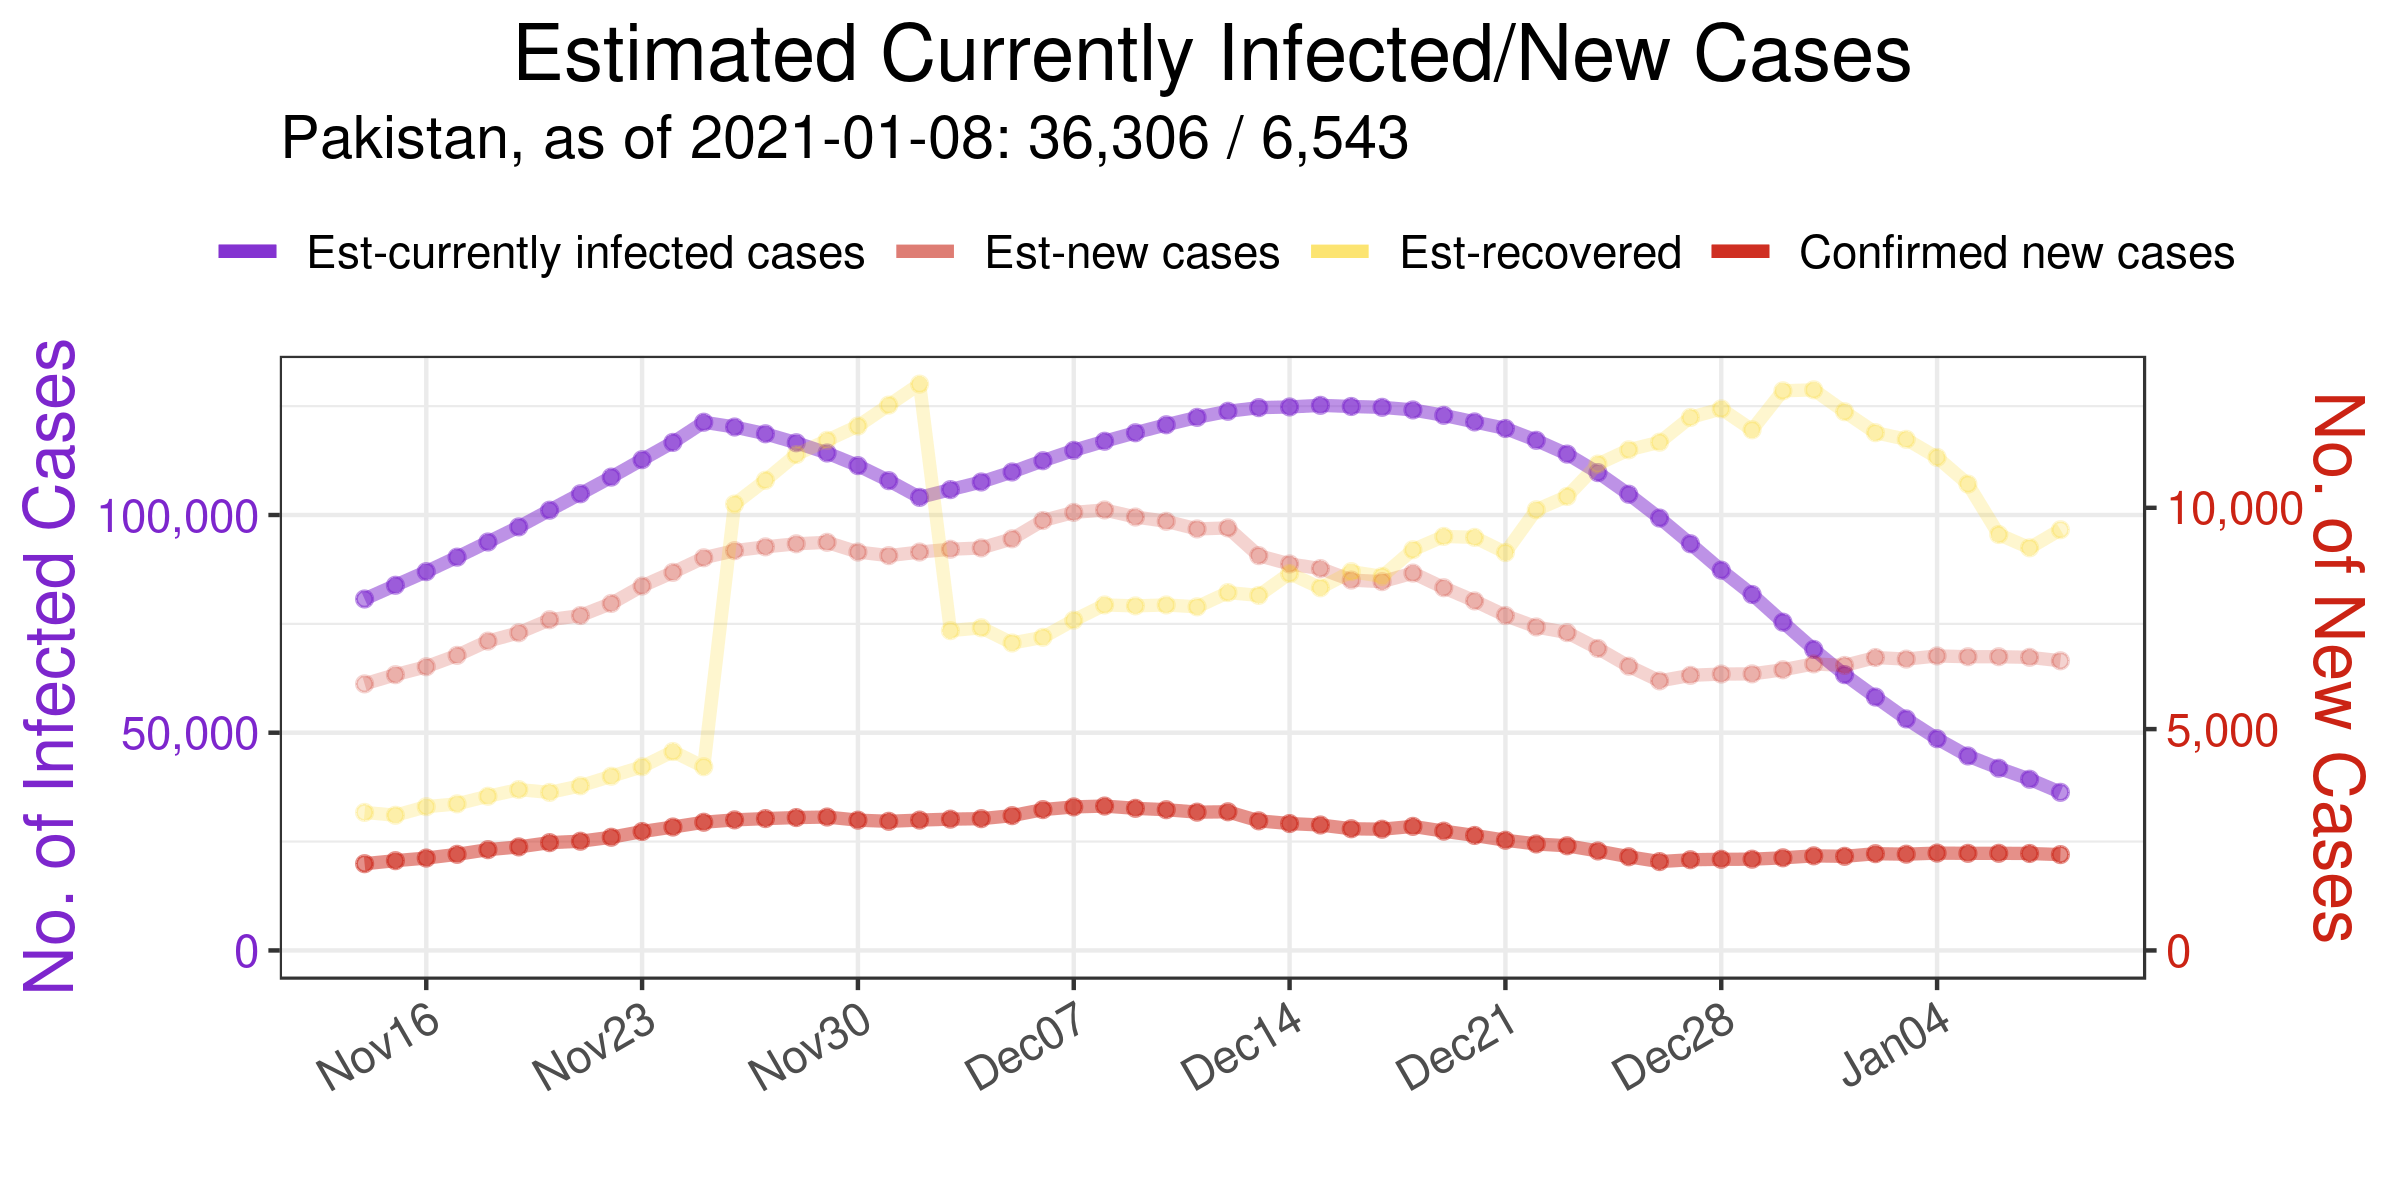 Estimated Currently Infected/New Cases
Pakistan, as of 2021-01-08: 36,306 / 6,543
Est-currently infected cases Est-new cases Est-recovered Confirmed new cases
No. of Infected Cases
100,000
50,000
0
No. of New Cases
10,000
5,000
0
Nov16 Nov23 Nov30 Dec07 Dec14 Dec21 Dec28 Jan04